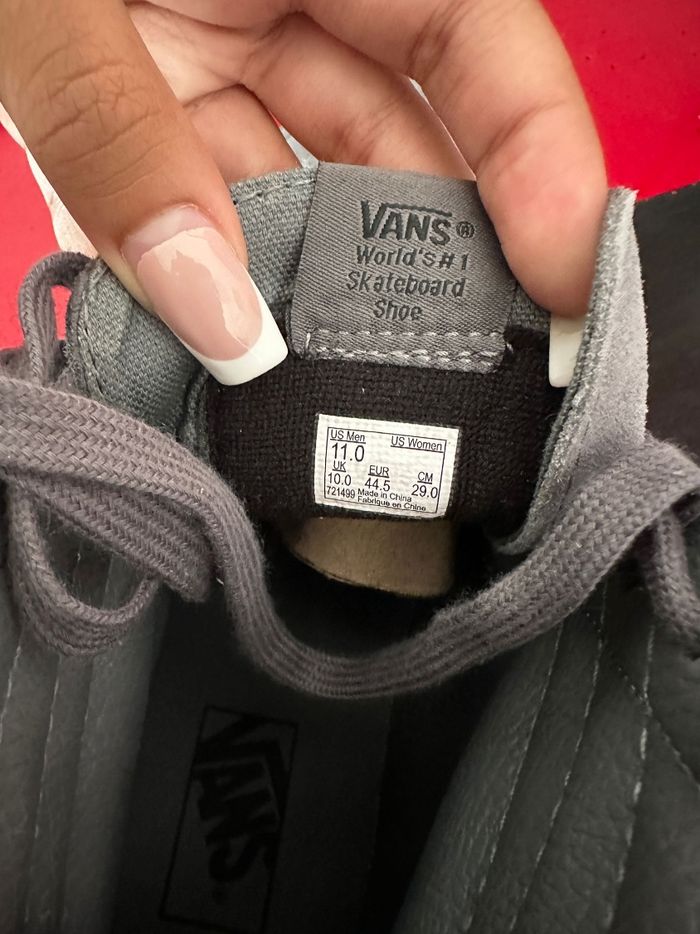 VANS®
World's #1
Skateboard
Shoe
US Men US Women
11.0
UK EUR CM
10.0 44.5 29.0
721499 Made in China
Fabriqué en Chine
VANS